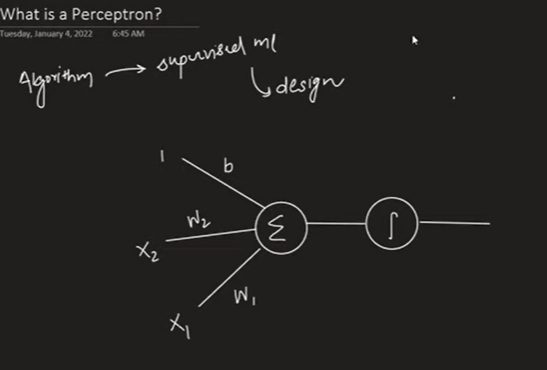 What is a Perceptron?
Tuesday, January 4, 2022 6:45 AM
Algorithm → supervised ml
↳ design
1 b
W₂
X₂ Σ ∫
W₁
X₁